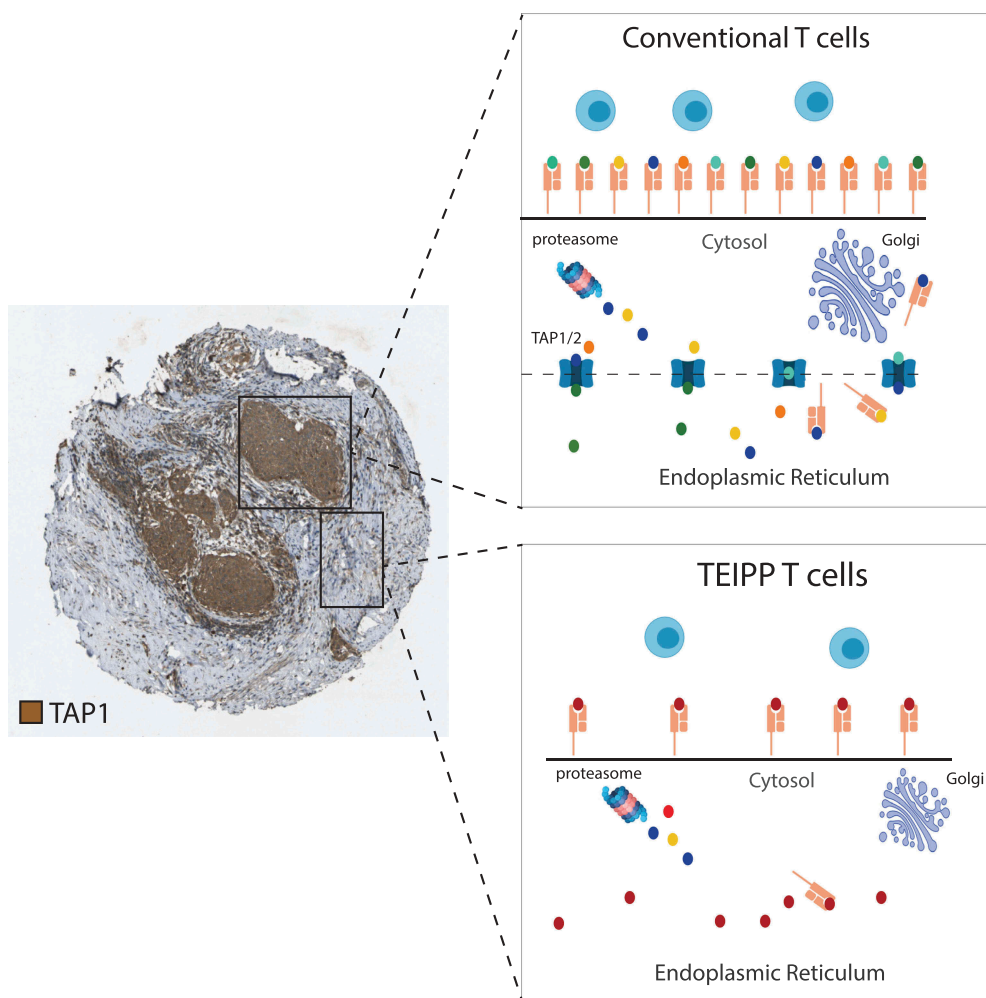 Conventional T cells
proteasome
Cytosol
Golgi
TAP1/2
Endoplasmic Reticulum
TAP1
TEIPP T cells
proteasome
Cytosol
Golgi
Endoplasmic Reticulum